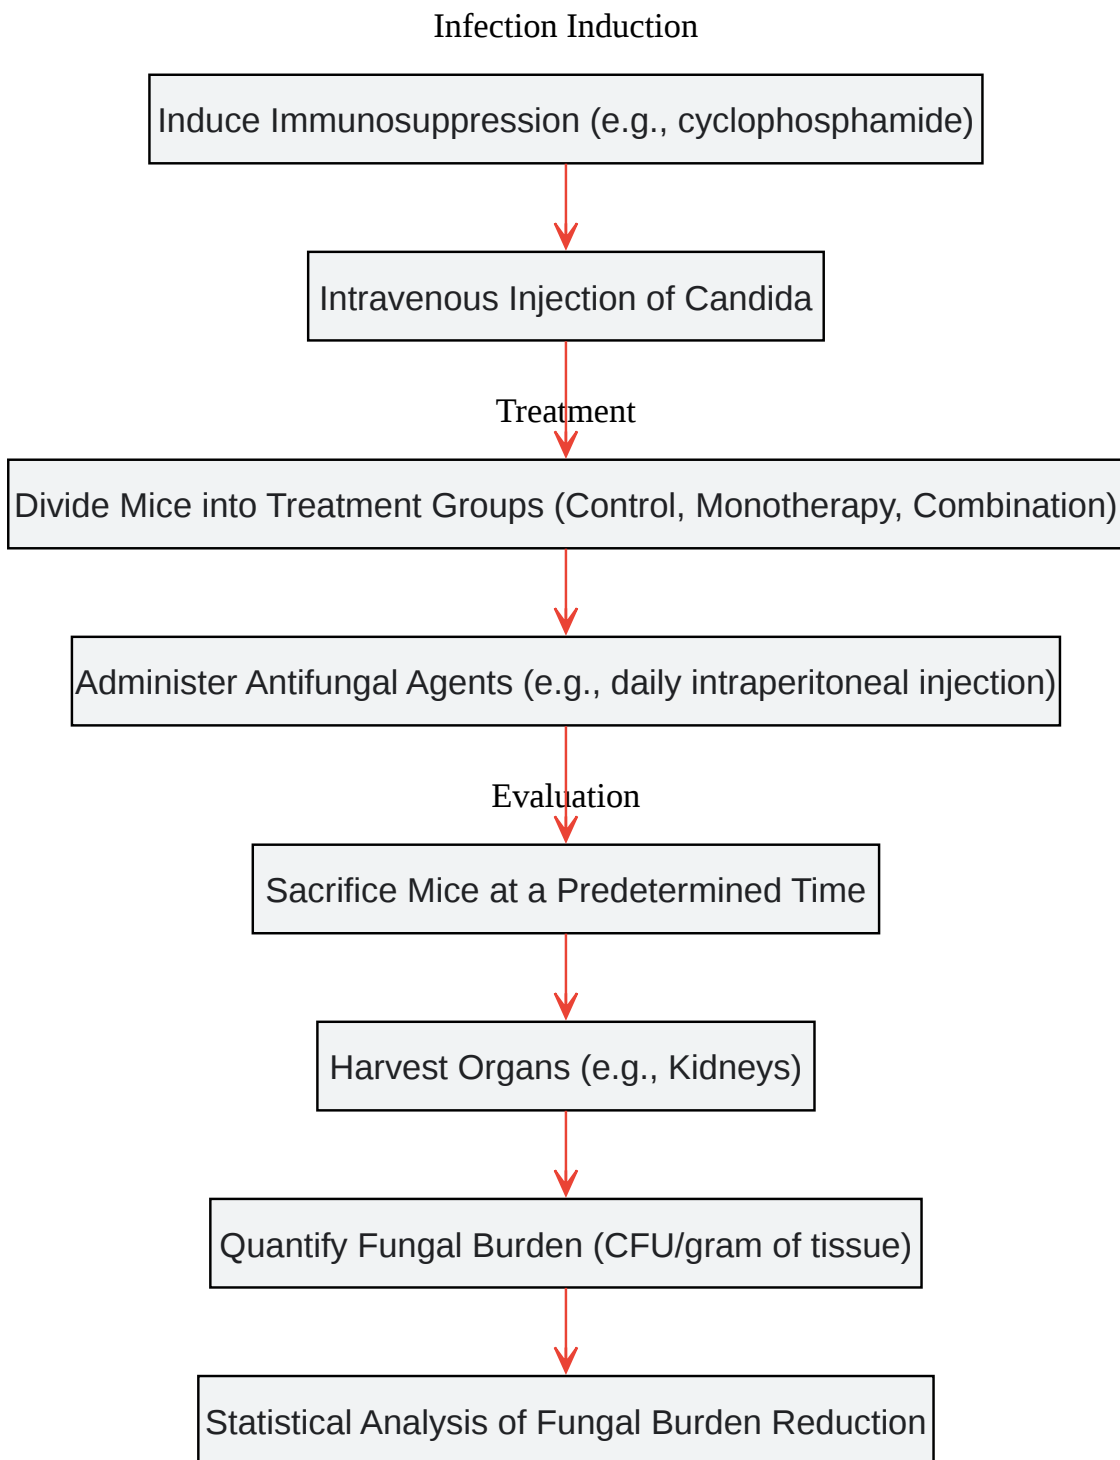 Infection Induction
Induce Immunosuppression (e.g., cyclophosphamide)
Intravenous Injection of Candida
Treatment
Divide Mice into Treatment Groups (Control, Monotherapy, Combination)
Administer Antifungal Agents (e.g., daily intraperitoneal injection)
Evaluation
Sacrifice Mice at a Predetermined Time
Harvest Organs (e.g., Kidneys)
Quantify Fungal Burden (CFU/gram of tissue)
Statistical Analysis of Fungal Burden Reduction